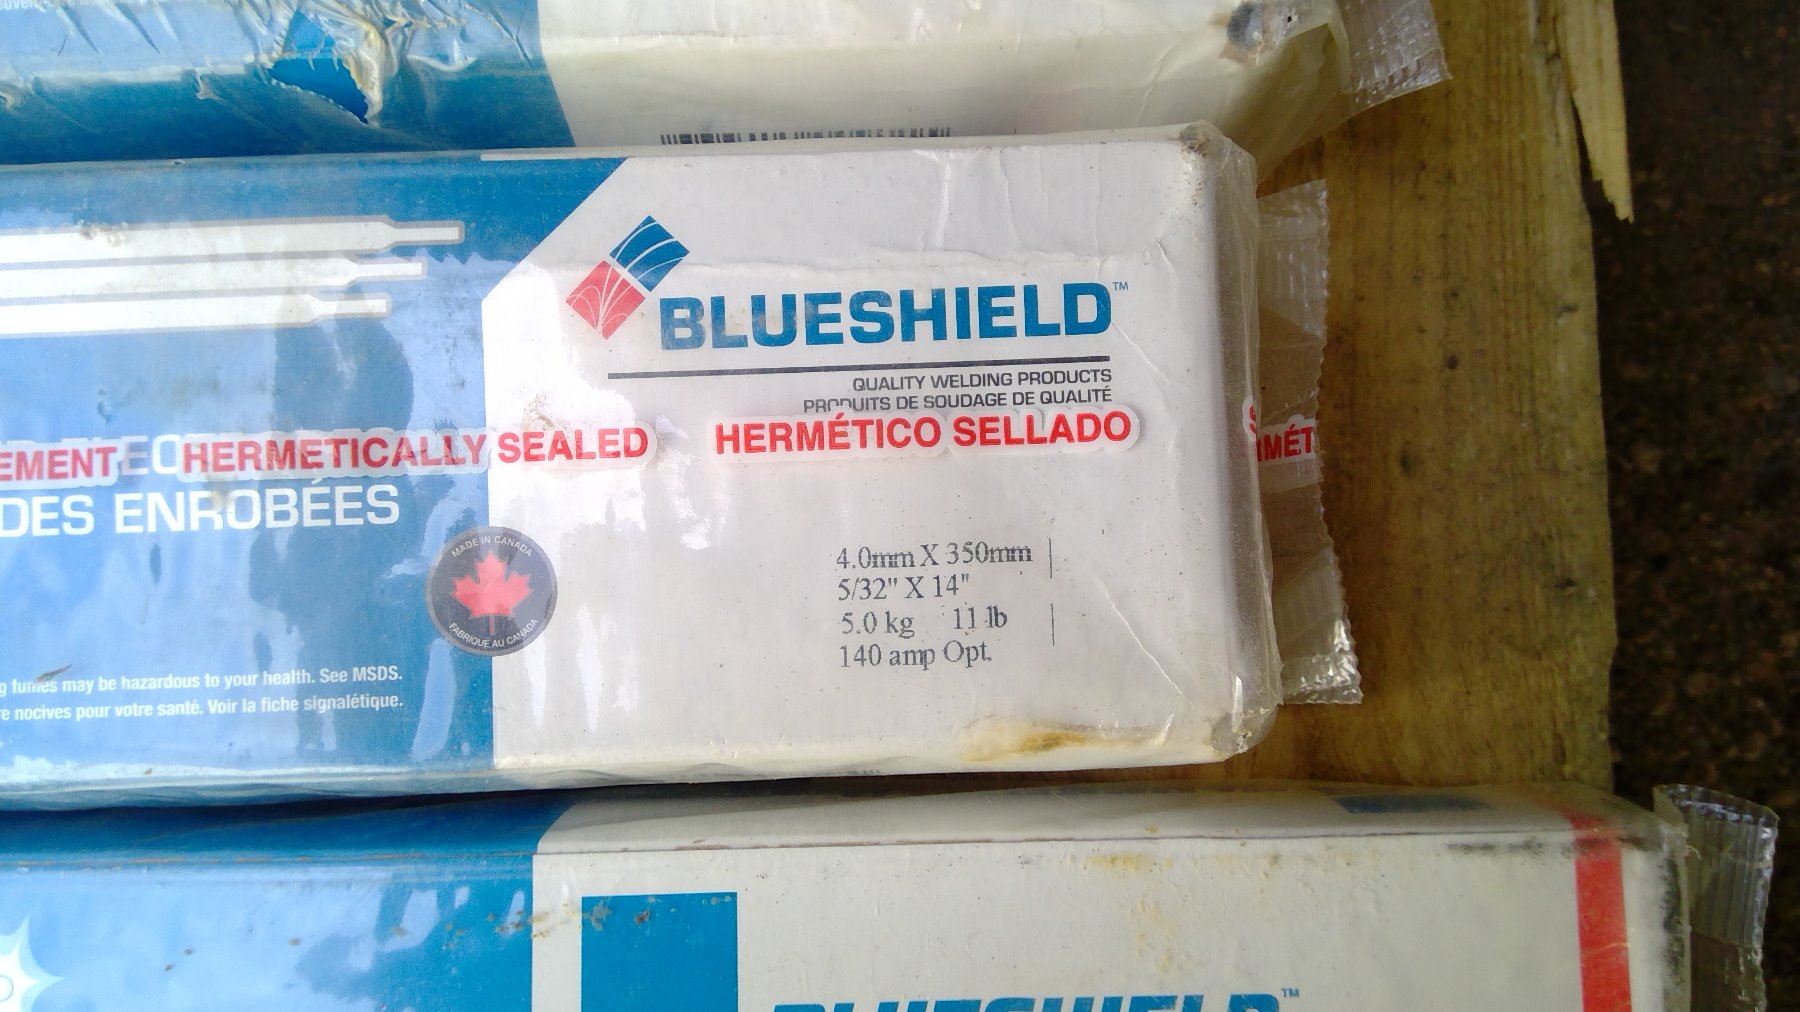 BLUESHIELD™
QUALITY WELDING PRODUCTS
PRODUITS DE SOUDAGE DE QUALITÉ
EMENT HERMETICALLY SEALED HERMÉTICO SELLADO
DES ENROBÉES
MADE IN CANADA
FABRIQUÉ AU CANADA
4.0mm X 350mm
5/32" X 14"
5.0 kg 11 lb
140 amp Opt.
g fumes may be hazardous to your health. See MSDS.
e nocives pour votre santé. Voir la fiche signalétique.
BLUESHIELD™